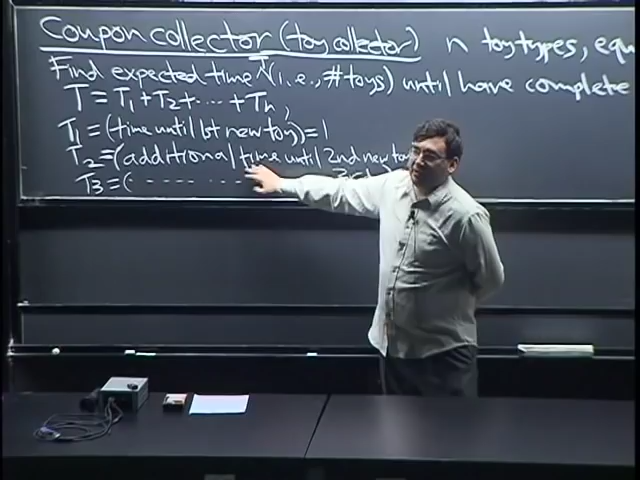 Coupon collector (toy collector) n toy types, equ
Find expected time T (i.e., # toys) until have complete
T = T₁ + T₂ + ··· + Tₙ,
T₁ = (time until 1st new toy) = 1
T₂ = (additional time until 2nd new toy
T₃ = (- - - - - · · · - - 3rd